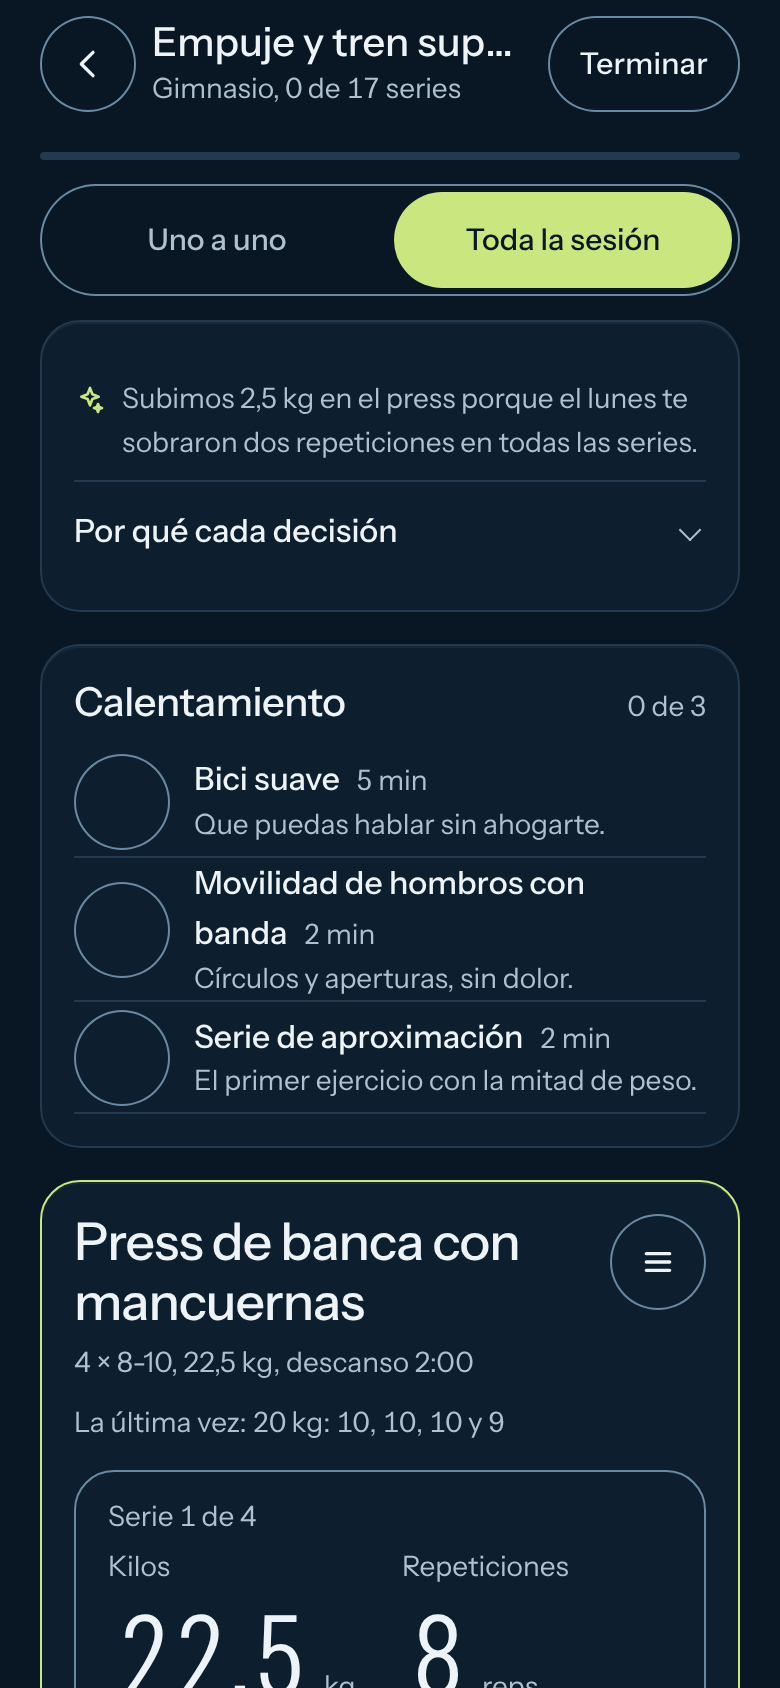 Empuje y tren sup...
Gimnasio, 0 de 17 series
Terminar
Uno a uno
Toda la sesión
Subimos 2,5 kg en el press porque el lunes te
sobraron dos repeticiones en todas las series.
Por qué cada decisión
Calentamiento
0 de 3
Bici suave 5 min
Que puedas hablar sin ahogarte.
Movilidad de hombros con
banda 2 min
Círculos y aperturas, sin dolor.
Serie de aproximación 2 min
El primer ejercicio con la mitad de peso.
Press de banca con
mancuernas
4 × 8-10, 22,5 kg, descanso 2:00
La última vez: 20 kg: 10, 10, 10 y 9
Serie 1 de 4
Kilos
Repeticiones
22,5 kg
8 reps